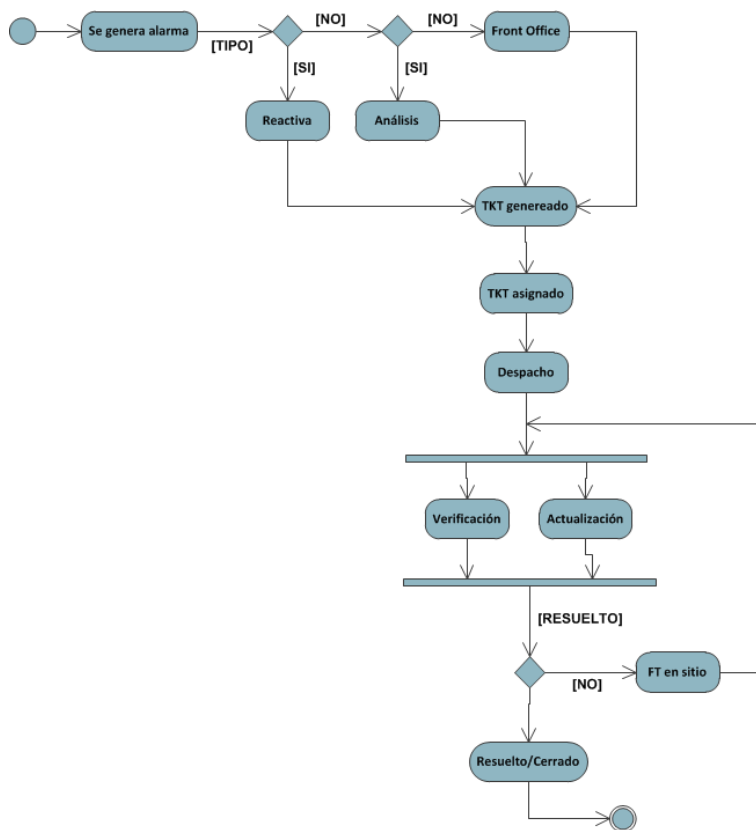 Se genera alarma
[TIPO]
[NO]
[NO]
Front Office
[SI]
[SI]
Reactiva
Análisis
TKT genereado
TKT asignado
Despacho
Verificación
Actualización
[RESUELTO]
[NO]
FT en sitio
Resuelto/Cerrado